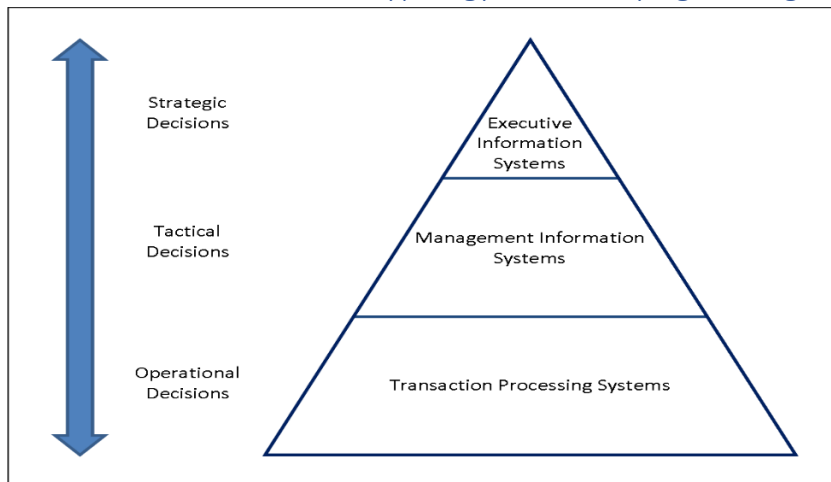 Strategic
Decisions
Executive
Information
Systems
Tactical
Decisions
Management Information
Systems
Operational
Decisions
Transaction Processing Systems